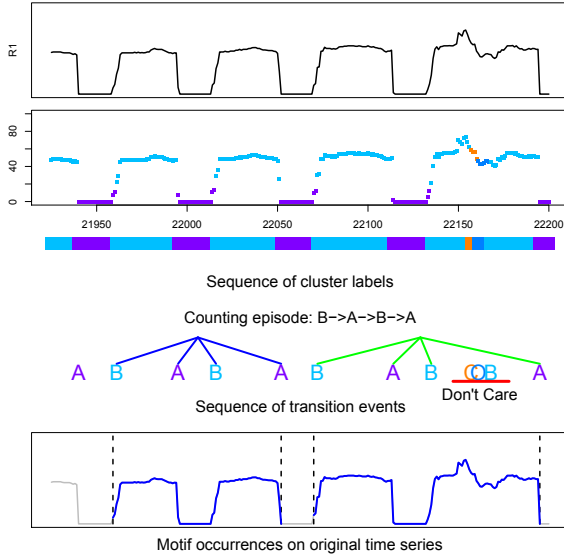 R1
80
40
0
21950 22000 22050 22100 22150 22200
Sequence of cluster labels
Counting episode: B−>A−>B−>A
A B A B A B A B C D B A
Don't Care
Sequence of transition events
Motif occurrences on original time series